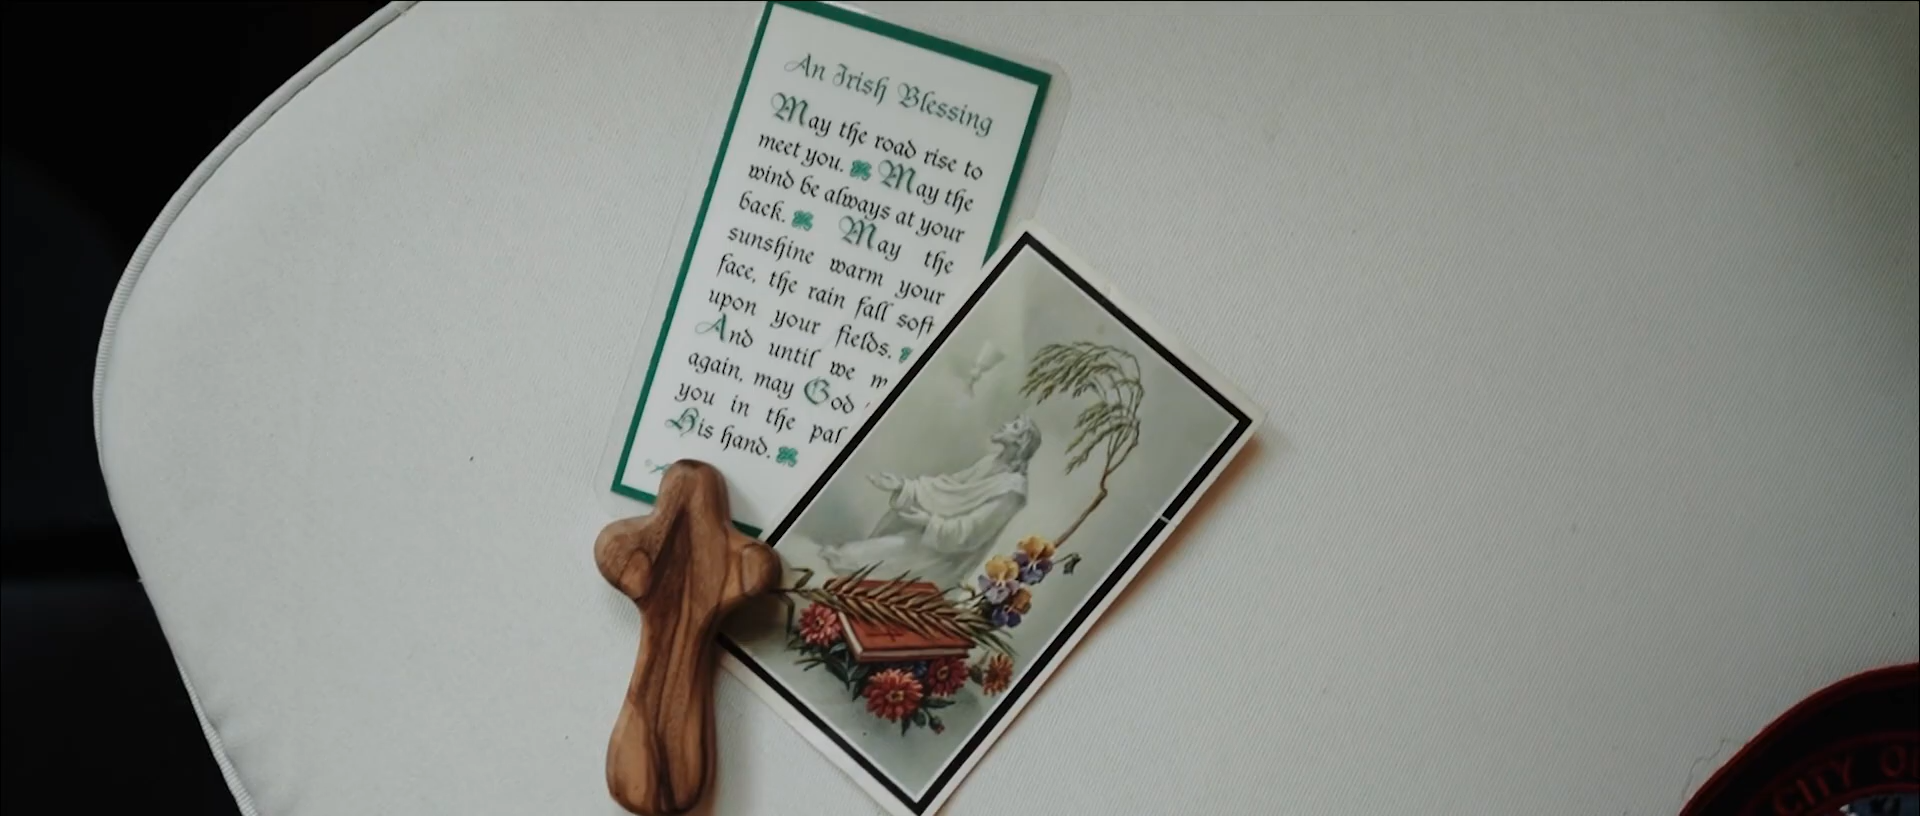 An Irish Blessing
May the road rise to
meet you. May the
wind be always at your
back. May the
sunshine warm your
face, the rain fall soft
upon your fields.
And until we m
again, may God
you in the pal
His hand.
CITY O